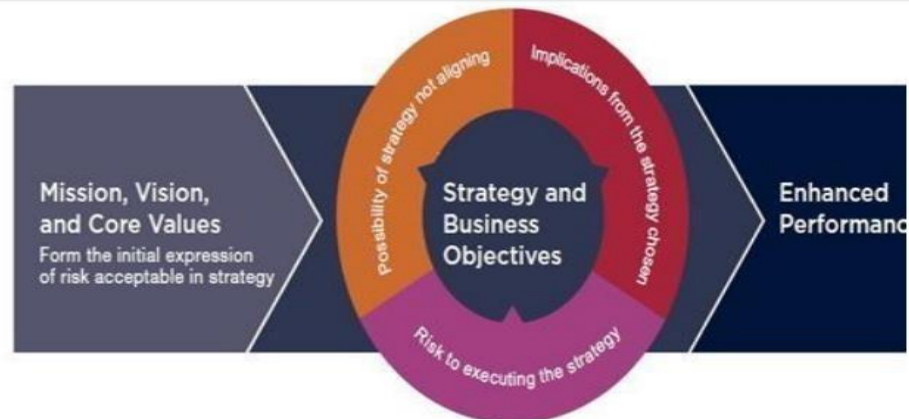 Mission, Vision,
and Core Values
Form the initial expression
of risk acceptable in strategy
Possibility of strategy not aligning
Implications from the strategy chosen
Strategy and
Business
Objectives
Risk to executing the strategy
Enhanced
Performanc